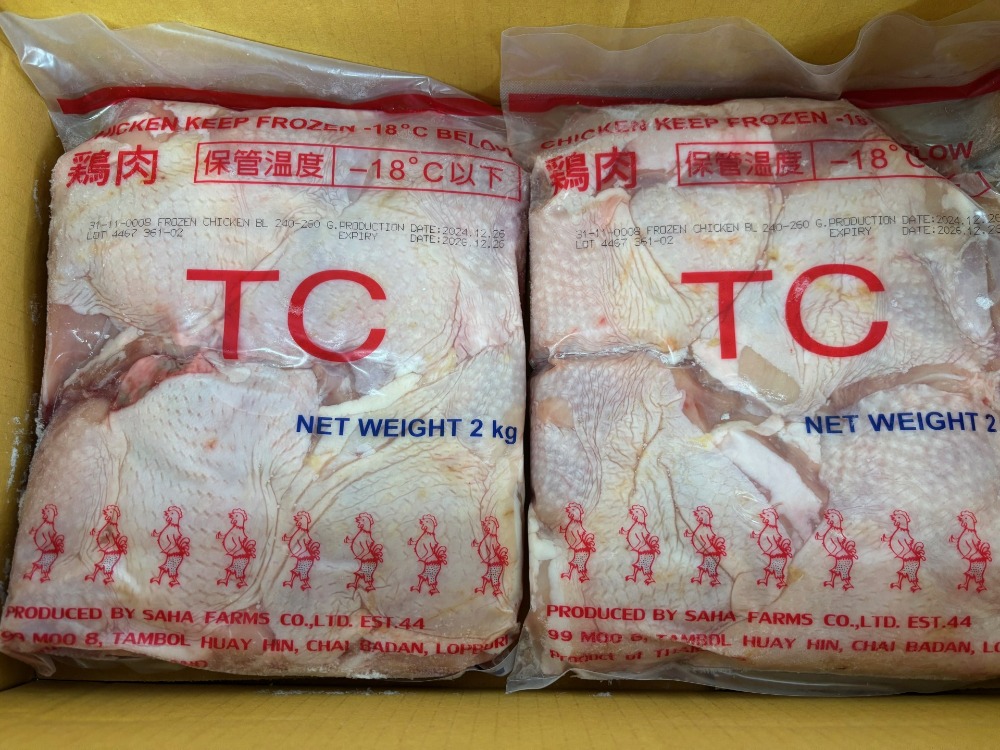 CHICKEN KEEP FROZEN -18°C BELOW
鶏肉 保管温度 -18°C以下
31-11-0008 FROZEN CHICKEN BL 240-260 G. PRODUCTION DATE:2024.12.26
LOT 4467 361-02 EXPIRY DATE:2026.12.26
TC
NET WEIGHT 2 kg
PRODUCED BY SAHA FARMS CO.,LTD. EST.44
99 MOO 8, TAMBOL HUAY HIN, CHAI BADAN, LOPBURI
CHICKEN KEEP FROZEN -18
LOW
鶏肉 保管温度 -18°C
31-11-0008 FROZEN CHICKEN BL 240-260 G. PRODUCTION DATE:2024.12
LOT 4467 361-02 EXPIRY DATE:2026.12.26
TC
NET WEIGHT 2
PRODUCED BY SAHA FARMS CO.,LTD. EST.44
99 MOO 8, TAMBOL HUAY HIN, CHAI BADAN, LO
Product of